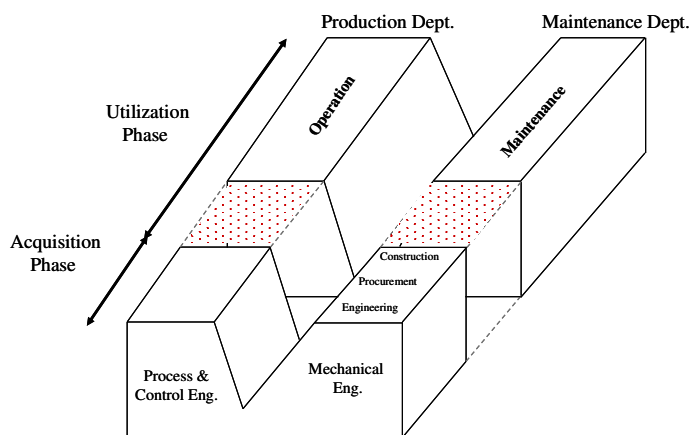 Production Dept.
Maintenance Dept.
Operation
Maintenance
Utilization
Phase
Acquisition
Phase
Construction
Procurement
Engineering
Process &
Control Eng.
Mechanical
Eng.